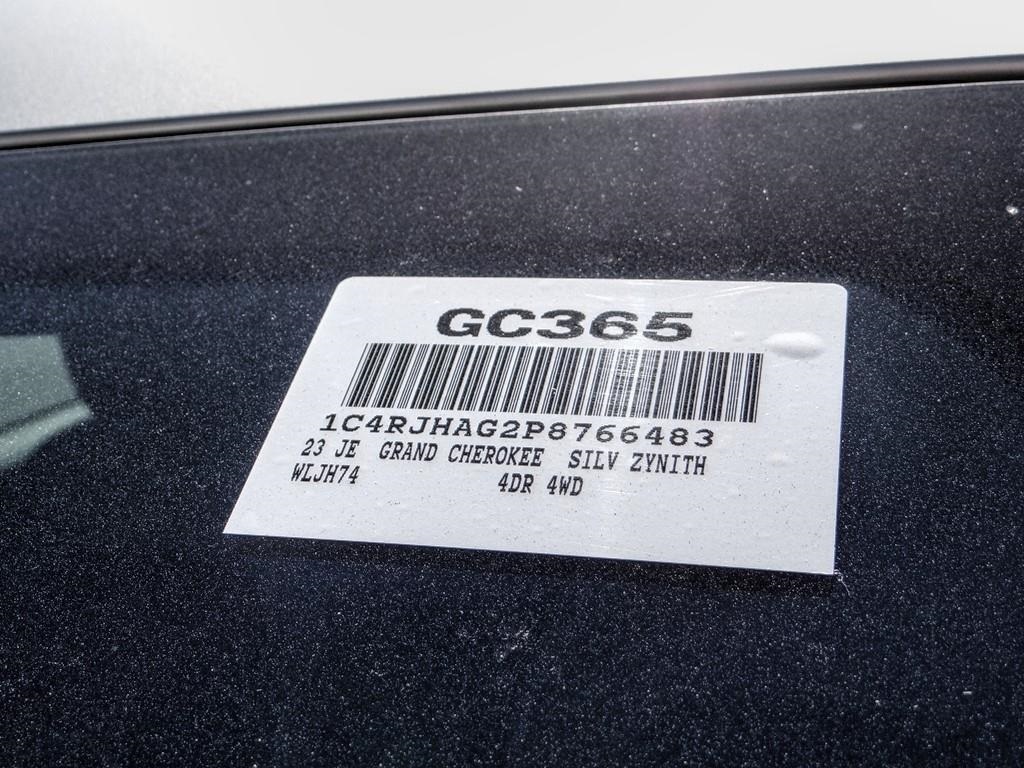 GC365
1C4RJHAG2P8766483
23 JE GRAND CHEROKEE SILV ZYNITH
WLJH74 4DR 4WD